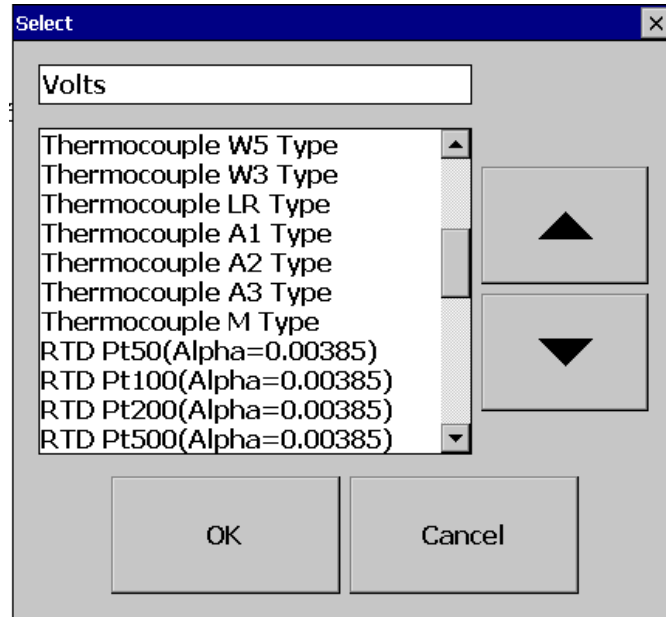 Select
Volts
Thermocouple W5 Type
Thermocouple W3 Type
Thermocouple LR Type
Thermocouple A1 Type
Thermocouple A2 Type
Thermocouple A3 Type
Thermocouple M Type
RTD Pt50(Alpha=0.00385)
RTD Pt100(Alpha=0.00385)
RTD Pt200(Alpha=0.00385)
RTD Pt500(Alpha=0.00385)
OK
Cancel